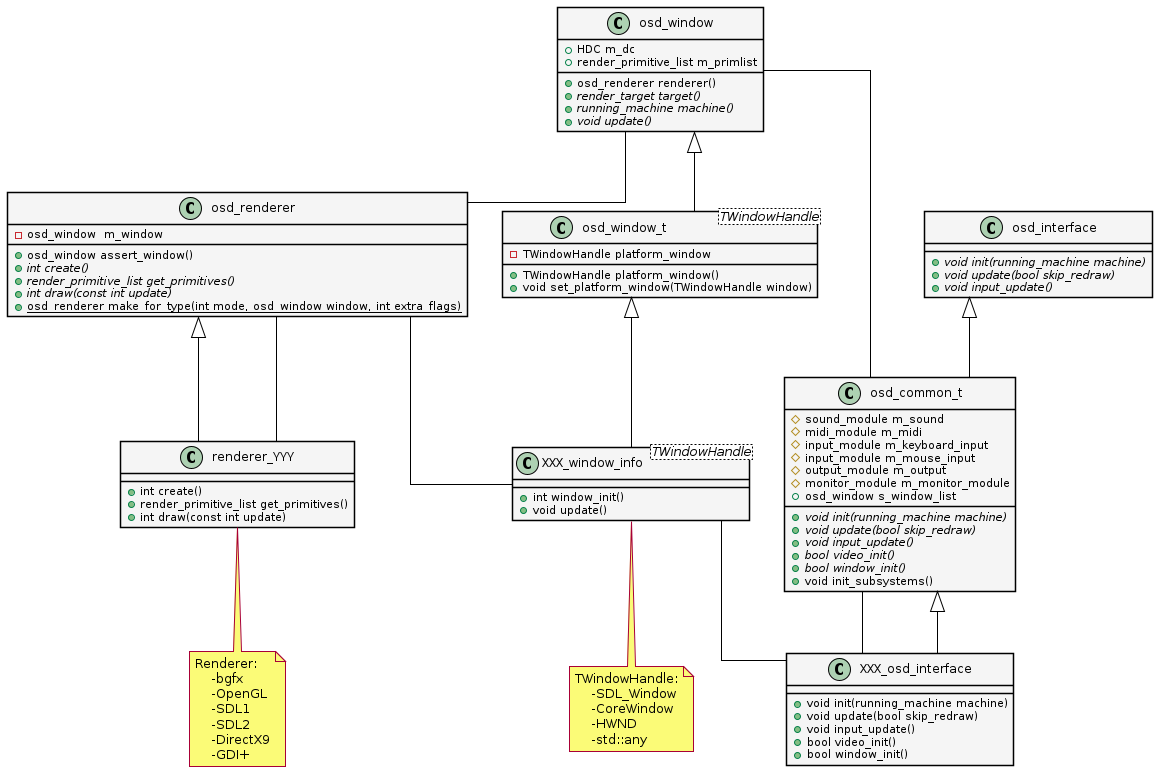 C osd_window
HDC m_dc
render_primitive_list m_primlist
osd_renderer renderer()
render_target target()
running_machine machine()
void update()
C osd_renderer
osd_window  m_window
osd_window assert_window()
int create()
render_primitive_list get_primitives()
int draw(const int update)
osd_renderer make_for_type(int mode, osd_window window, int extra_flags)
C osd_window_t
TWindowHandle
TWindowHandle platform_window
TWindowHandle platform_window()
void set_platform_window(TWindowHandle window)
C osd_interface
void init(running_machine machine)
void update(bool skip_redraw)
void input_update()
C osd_common_t
sound_module m_sound
midi_module m_midi
input_module m_keyboard_input
input_module m_mouse_input
output_module m_output
monitor_module m_monitor_module
osd_window s_window_list
void init(running_machine machine)
void update(bool skip_redraw)
void input_update()
bool video_init()
bool window_init()
void init_subsystems()
C renderer_YYY
int create()
render_primitive_list get_primitives()
int draw(const int update)
C XXX_window_info
TWindowHandle
int window_init()
void update()
Renderer:
-bgfx
-OpenGL
-SDL1
-SDL2
-DirectX9
-GDI+
TWindowHandle:
-SDL_Window
-CoreWindow
-HWND
-std::any
C XXX_osd_interface
void init(running_machine machine)
void update(bool skip_redraw)
void input_update()
bool video_init()
bool window_init()